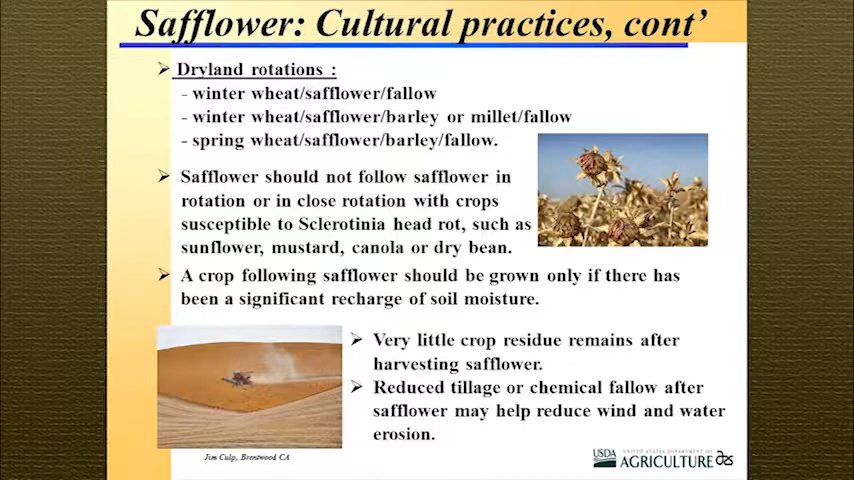 Safflower: Cultural practices, cont’
Dryland rotations :
- winter wheat/safflower/fallow
- winter wheat/safflower/barley or millet/fallow
- spring wheat/safflower/barley/fallow.
Safflower should not follow safflower in
rotation or in close rotation with crops
susceptible to Sclerotinia head rot, such as
sunflower, mustard, canola or dry bean.
A crop following safflower should be grown only if there has
been a significant recharge of soil moisture.
Very little crop residue remains after
harvesting safflower.
Reduced tillage or chemical fallow after
safflower may help reduce wind and water
erosion.
Jim Culp, Brentwood CA
USDA
UNITED STATES DEPARTMENT OF
AGRICULTURE